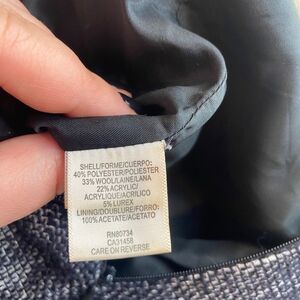 SHELL/FORME/CUERPO:
40% POLYESTER/POLIESTER
33% WOOL/LAINE/LANA
22% ACRYLIC/
ACRYLIQUE/ACRILICO
5% LUREX
LINING/DOUBLURE/FORRO:
100% ACETATE/ACETATO
RN80734
CA31458
CARE ON REVERSE